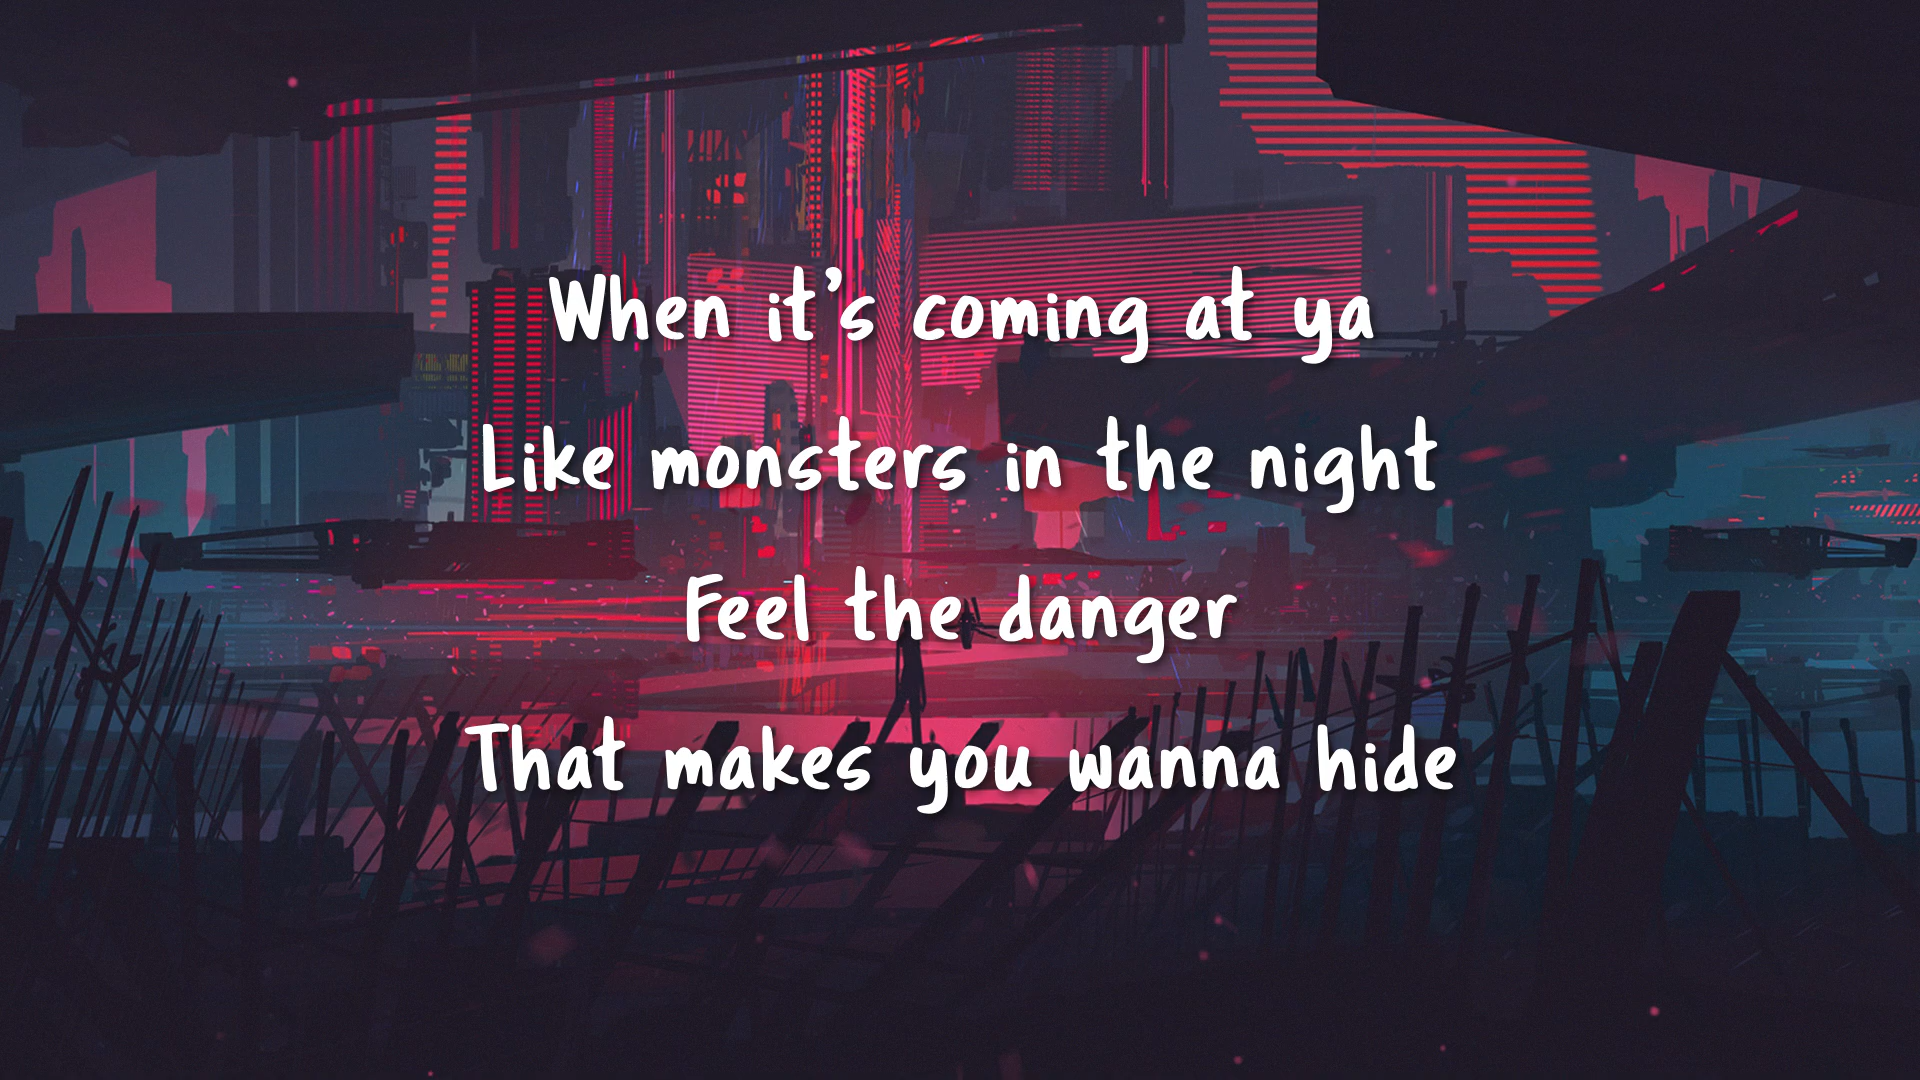 When it's coming at ya
Like monsters in the night
Feel the danger
That makes you wanna hide